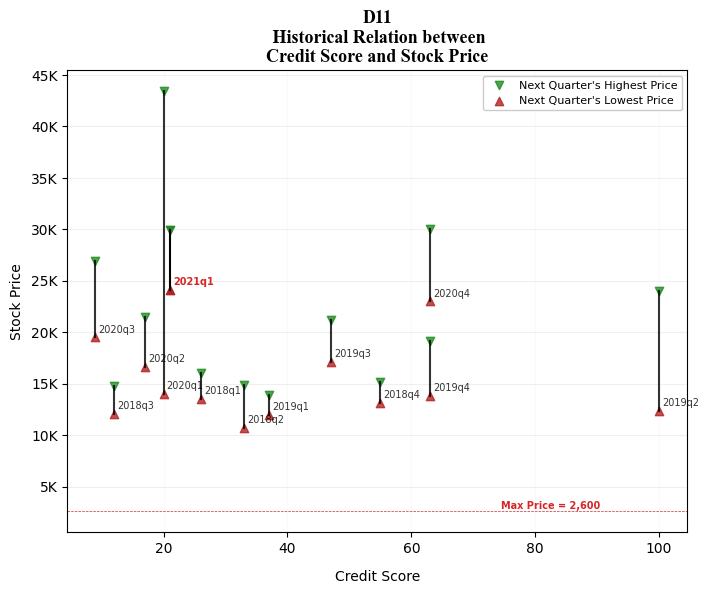 D11
Historical Relation between
Credit Score and Stock Price
Next Quarter's Highest Price
Next Quarter's Lowest Price
45K
40K
35K
30K
25K
20K
15K
10K
5K
Stock Price
2021q1
2020q4
2020q3
2019q3
2020q2
2020q1
2018q1
2019q4
2018q4
2019q2
2018q3
2019q1
2018q2
Max Price = 2,600
20 40 60 80 100
Credit Score